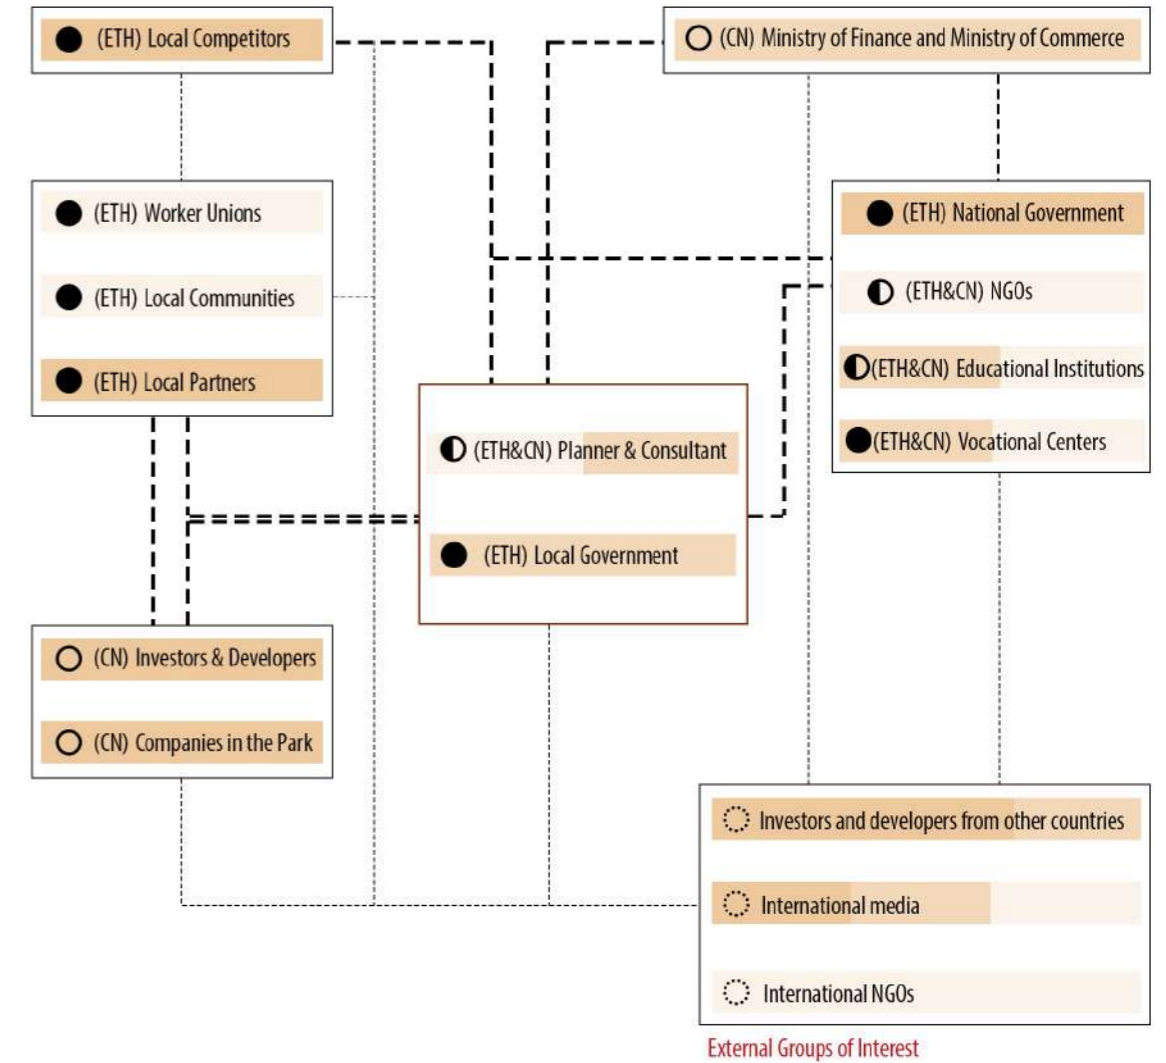 (ETH) Local Competitors
(CN) Ministry of Finance and Ministry of Commerce
(ETH) Worker Unions
(ETH) Local Communities
(ETH) Local Partners
(ETH) National Government
(ETH&CN) NGOs
(ETH&CN) Educational Institutions
(ETH&CN) Vocational Centers
(ETH&CN) Planner & Consultant
(ETH) Local Government
(CN) Investors & Developers
(CN) Companies in the Park
Investors and developers from other countries
International media
International NGOs
External Groups of Interest